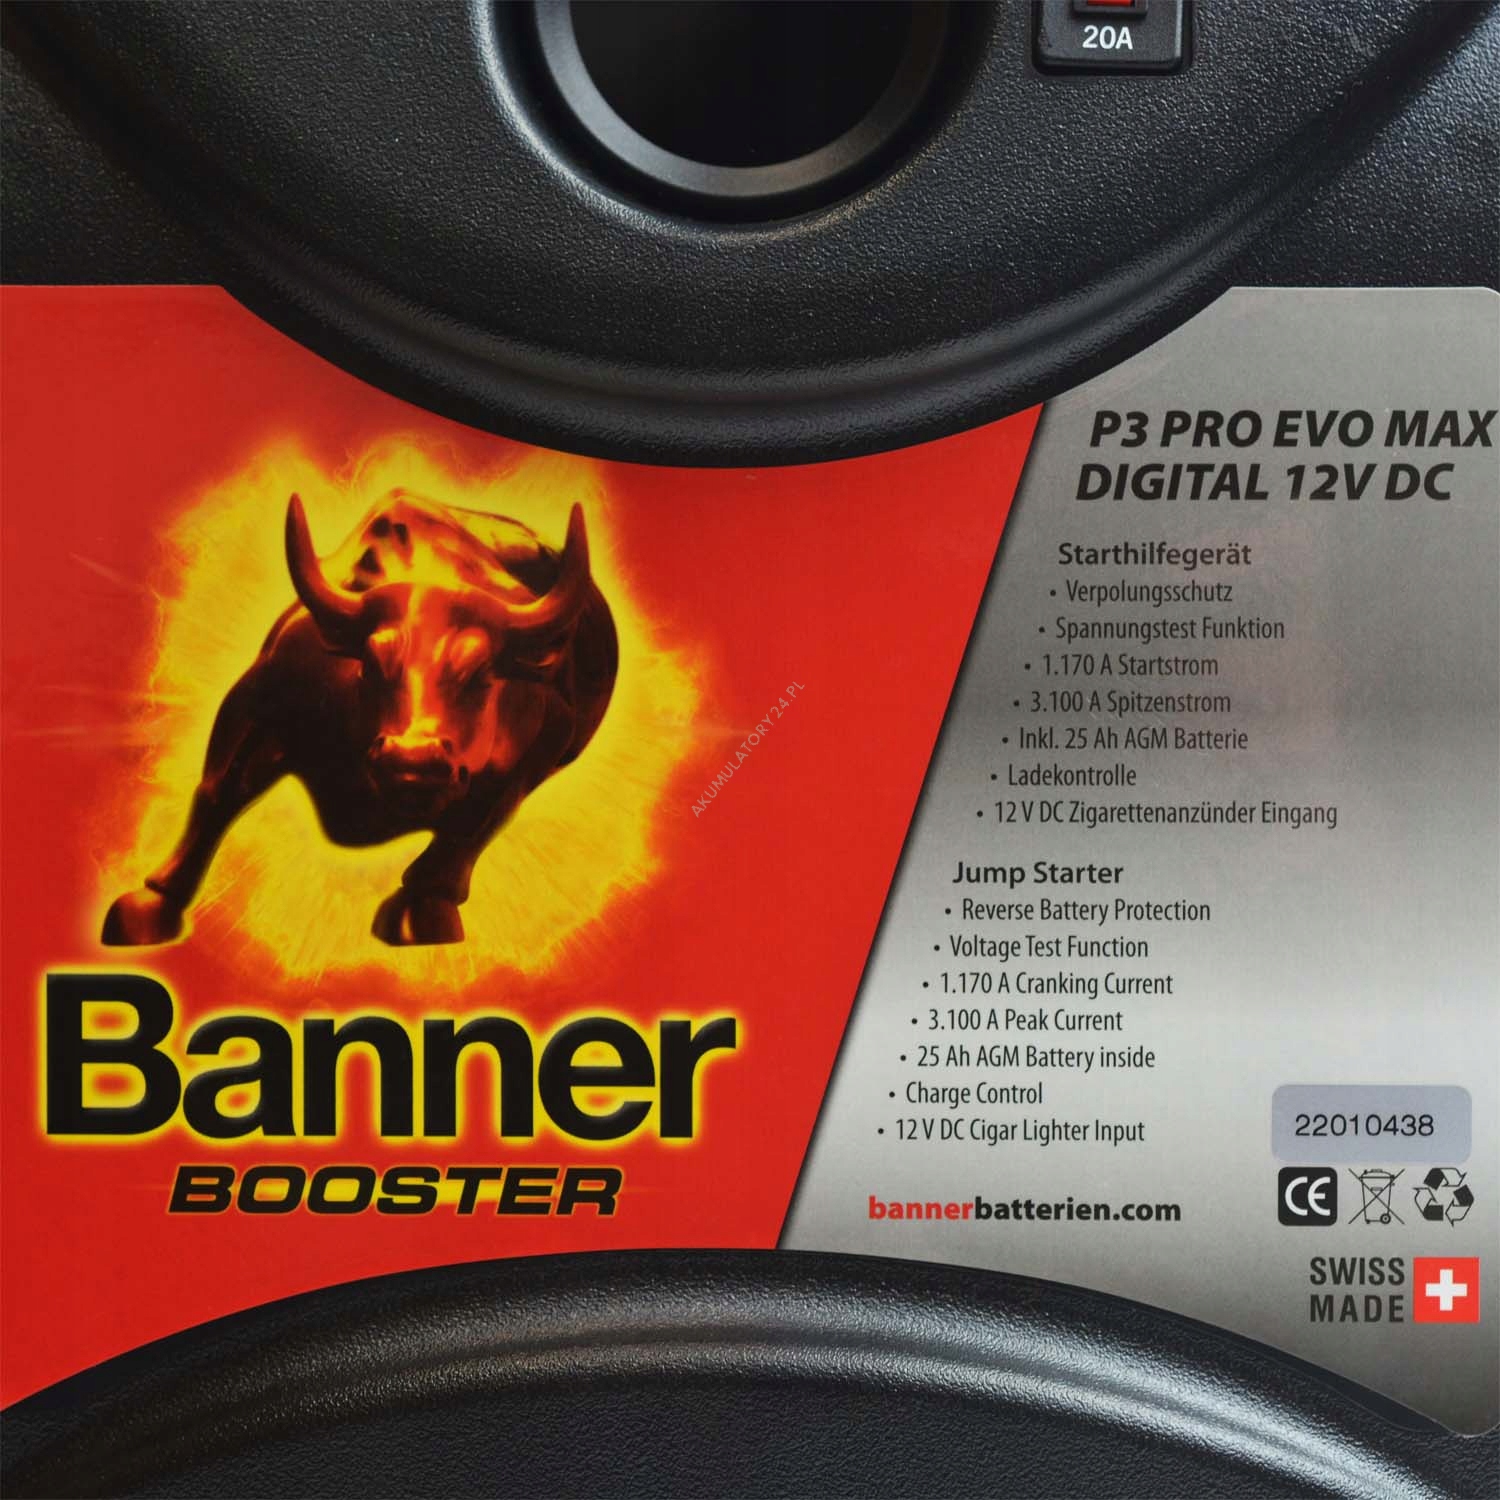 20A
P3 PRO EVO MAX
DIGITAL 12V DC
Starthilfegerät
• Verpolungsschutz
• Spannungstest Funktion
• 1.170 A Startstrom
• 3.100 A Spitzenstrom
• Inkl. 25 Ah AGM Batterie
• Ladekontrolle
• 12 V DC Zigarettenanzünder Eingang
AKUMULATORY24.PL
Jump Starter
• Reverse Battery Protection
• Voltage Test Function
• 1.170 A Cranking Current
• 3.100 A Peak Current
• 25 Ah AGM Battery inside
• Charge Control
• 12 V DC Cigar Lighter Input
Banner
BOOSTER
22010438
bannerbatterien.com
CE
SWISS
MADE